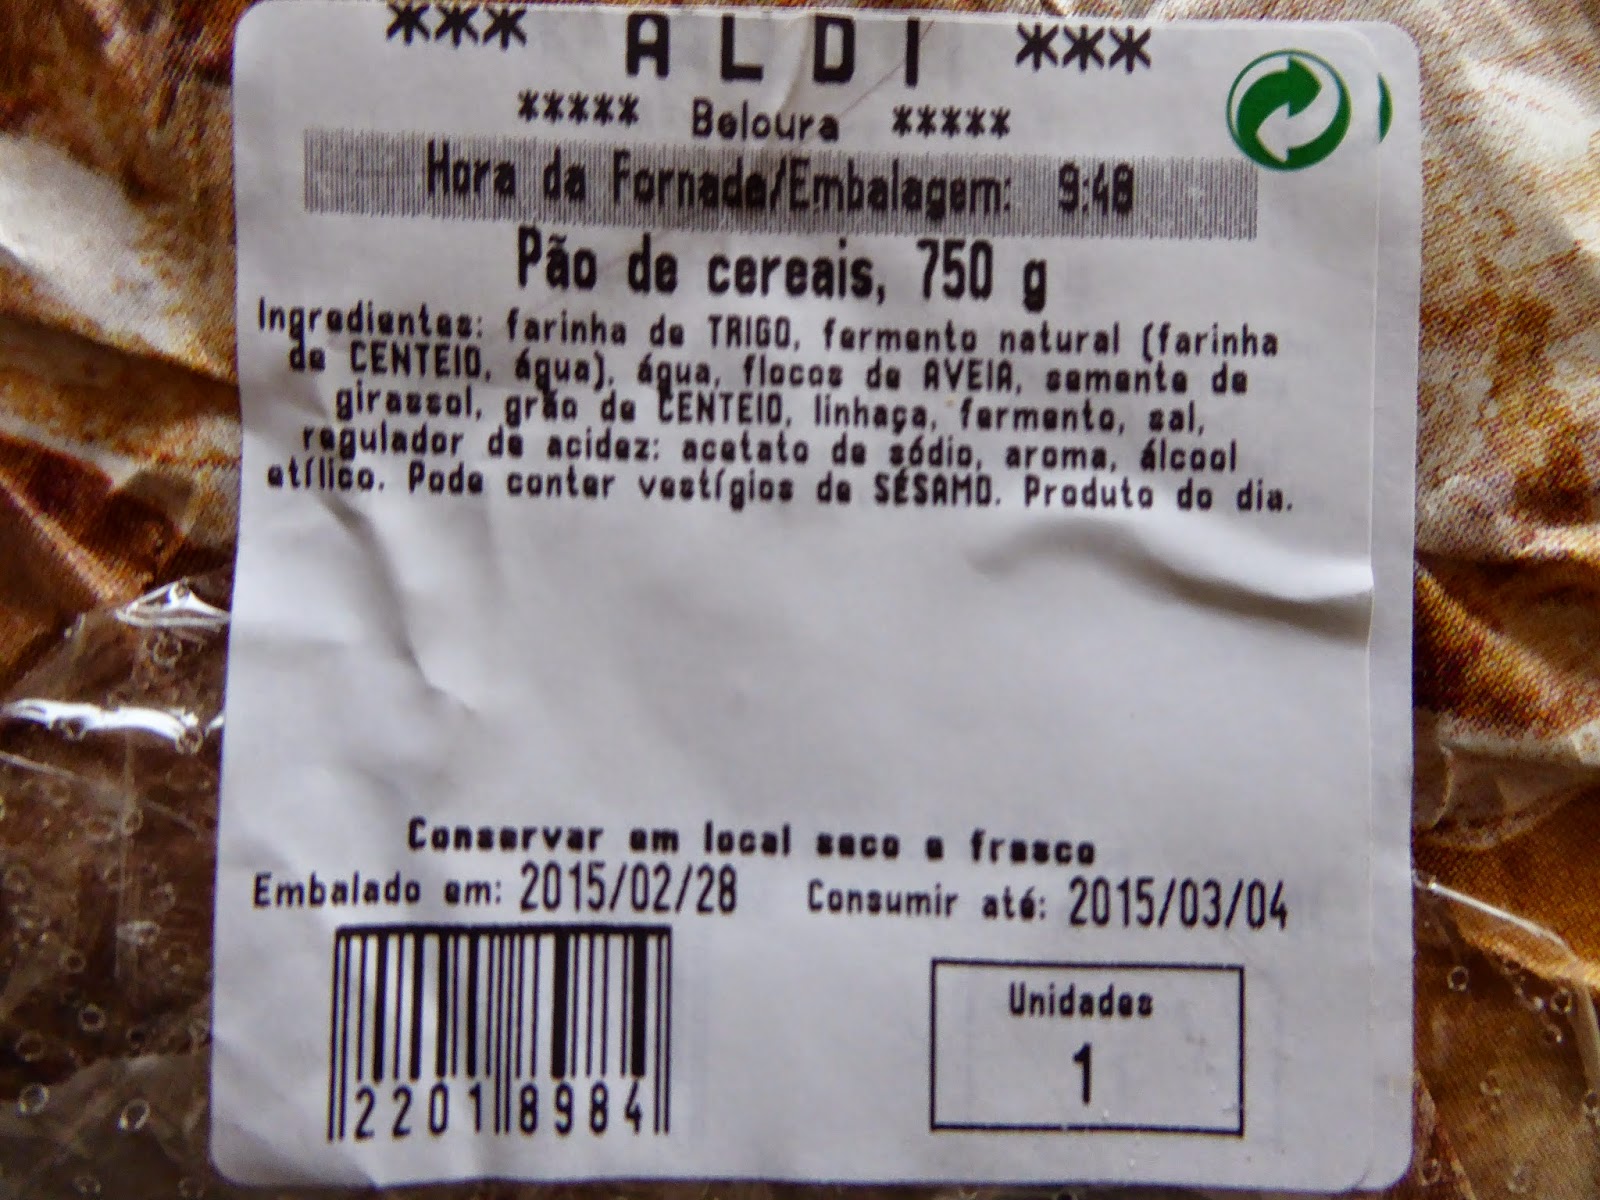 *** ALDI ***
***** Beloura *****
Hora da Fornada/Embalagem: 9:48
Pão de cereais, 750 g
Ingredientes: farinha de TRIGO, fermento natural (farinha
de CENTEIO, água), água, flocos de AVEIA, semente de
girassol, grão de CENTEIO, linhaça, fermento, sal,
regulador de acidez: acetato de sódio, aroma, álcool
etílico. Pode conter vestígios de SÉSAMO. Produto do dia.
Conservar em local seco e fresco
Embalado em: 2015/02/28 Consumir até: 2015/03/04
22018984
Unidades
1